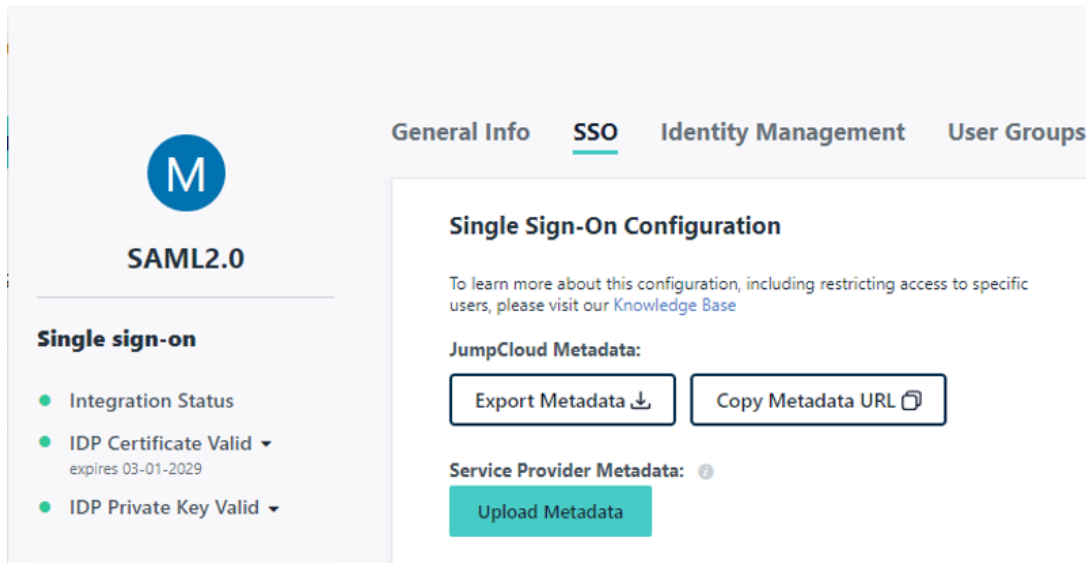 General Info SSO Identity Management User Groups
M
SAML2.0
Single sign-on
Integration Status
IDP Certificate Valid
expires 03-01-2029
IDP Private Key Valid
Single Sign-On Configuration
To learn more about this configuration, including restricting access to specific
users, please visit our Knowledge Base
JumpCloud Metadata:
Export Metadata Copy Metadata URL
Service Provider Metadata:
Upload Metadata